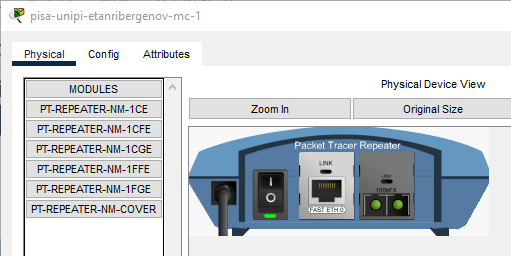 pisa-unipi-etanribergenov-mc-1
Physical Config Attributes
MODULES
PT-REPEATER-NM-1CE
PT-REPEATER-NM-1CFE
PT-REPEATER-NM-1CGE
PT-REPEATER-NM-1FFE
PT-REPEATER-NM-1FGE
PT-REPEATER-NM-COVER
Physical Device View
Zoom In Original Size
Packet Tracer Repeater
LINK
LINK
100bFX
FAST ETH 0